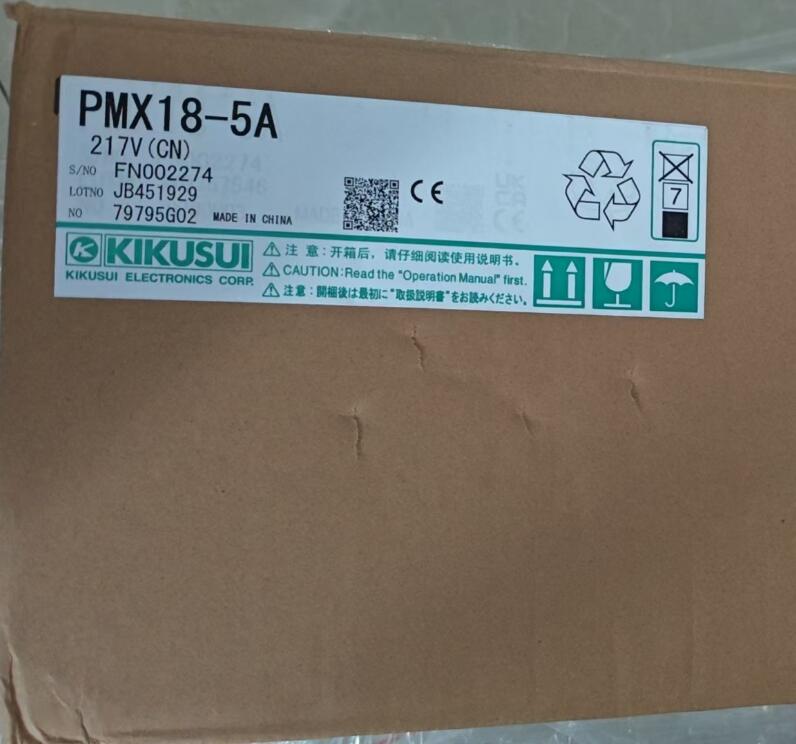 PMX18-5A
217V(CN)
S/NO FN002274
LOTNO JB451929
NO 79795G02 MADE IN CHINA
CE
7
K KIKUSUI
KIKUSUI ELECTRONICS CORP.
注 意：开箱后，请仔细阅读使用说明书。
CAUTION:Read the "Operation Manual" first.
注意：開梱後は最初に"取扱説明書"をお読みください。